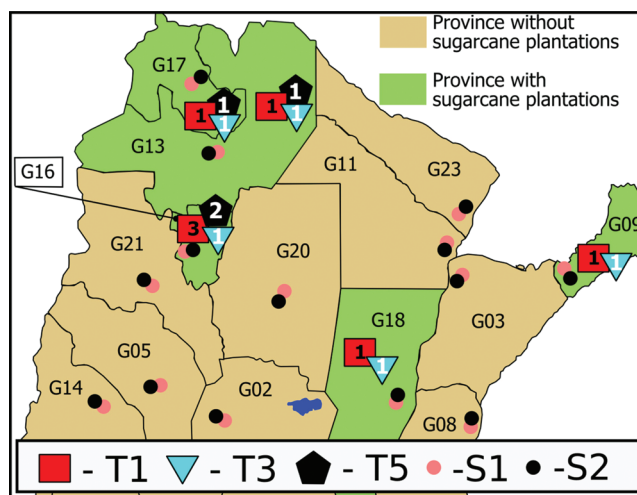 Province without
sugarcane plantations
Province with
sugarcane plantations
G17
1
1
1
1
1
1
G13
G11
G23
G16
G09
2
3
1
G21
G20
1
1
G18
G03
1
1
G05
G14
G02
G08
- T1 - T3 - T5 -S1 -S2